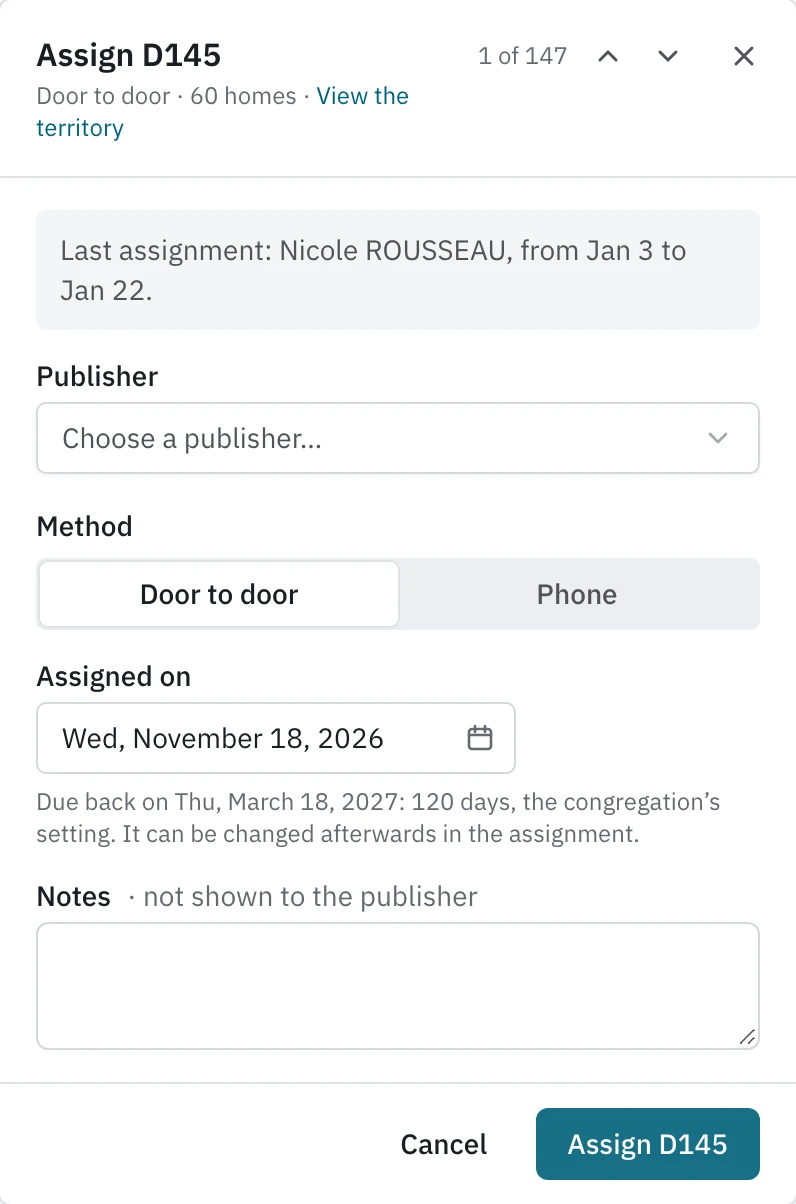 Assign D145
1 of 147
Door to door · 60 homes · View the
territory
Last assignment: Nicole ROUSSEAU, from Jan 3 to
Jan 22.
Publisher
Choose a publisher...
Method
Door to door
Phone
Assigned on
Wed, November 18, 2026
Due back on Thu, March 18, 2027: 120 days, the congregation’s
setting. It can be changed afterwards in the assignment.
Notes · not shown to the publisher
Cancel
Assign D145